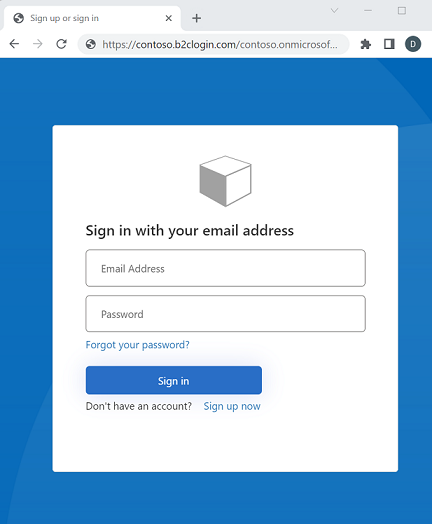 Sign up or sign in
https://contoso.b2clogin.com/contoso.onmicrosof...
D
Sign in with your email address
Email Address
Password
Forgot your password?
Sign in
Don't have an account? Sign up now